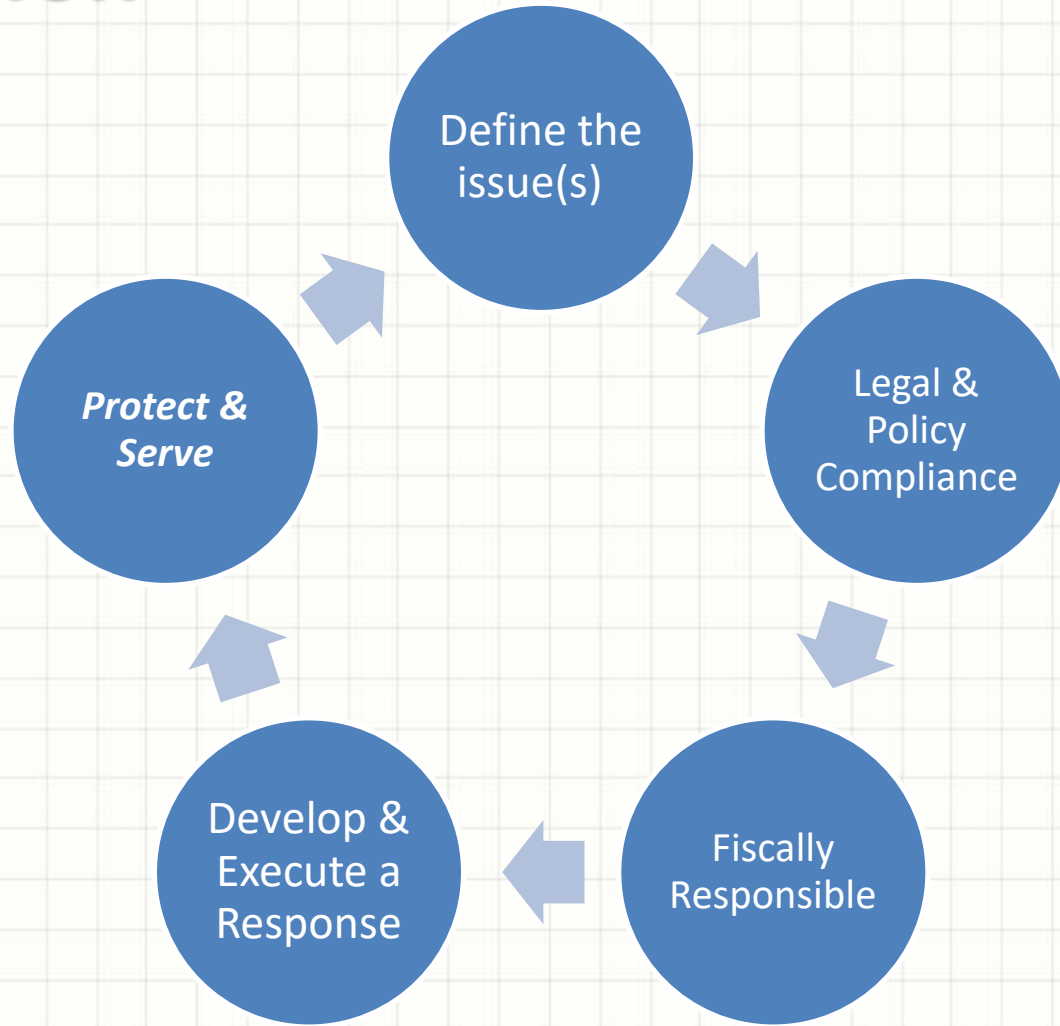 Define the
issue(s)
Legal &
Policy
Compliance
Fiscally
Responsible
Develop &
Execute a
Response
Protect &
Serve